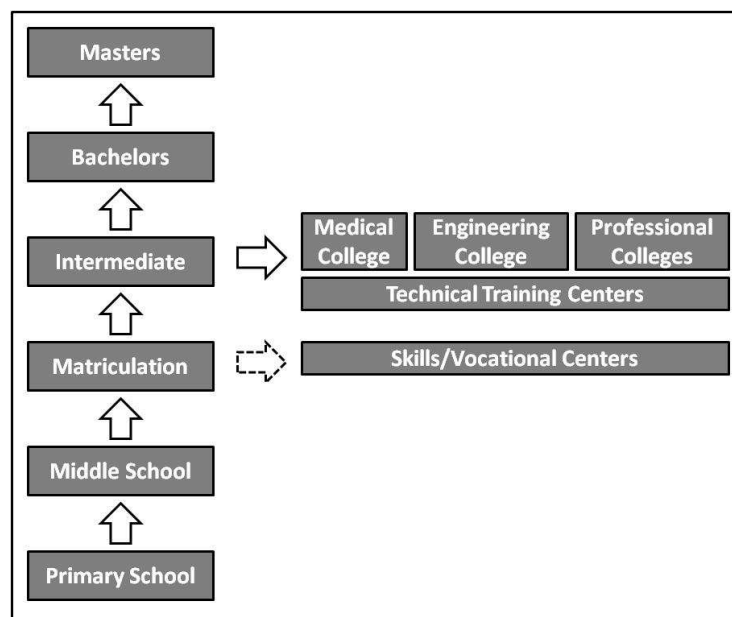 Masters
Bachelors
Intermediate
Medical
College
Engineering
College
Professional
Colleges
Technical Training Centers
Matriculation
Skills/Vocational Centers
Middle School
Primary School